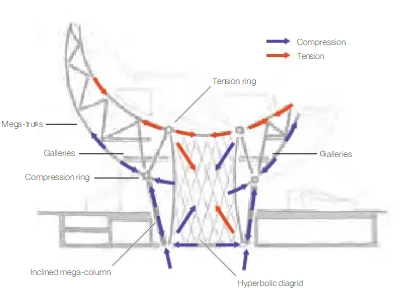 Compression
Tension
Tension ring
Mega-truss
Galleries
Galleries
Compression ring
Inclined mega-column
Hyperbolic diagrid